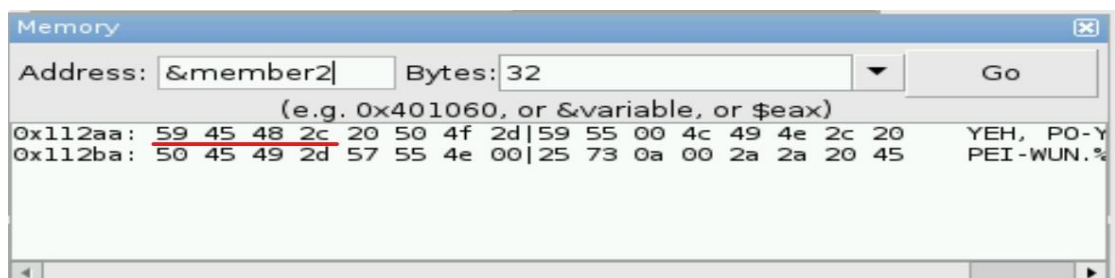 Memory
Address: &member2 Bytes: 32 Go
(e.g. 0x401060, or &variable, or $eax)
0x112aa: 59 45 48 2c 20 50 4f 2d|59 55 00 4c 49 4e 2c 20 YEH, PO-Y
0x112ba: 50 45 49 2d 57 55 4e 00|25 73 0a 00 2a 2a 20 45 PEI-WUN.%